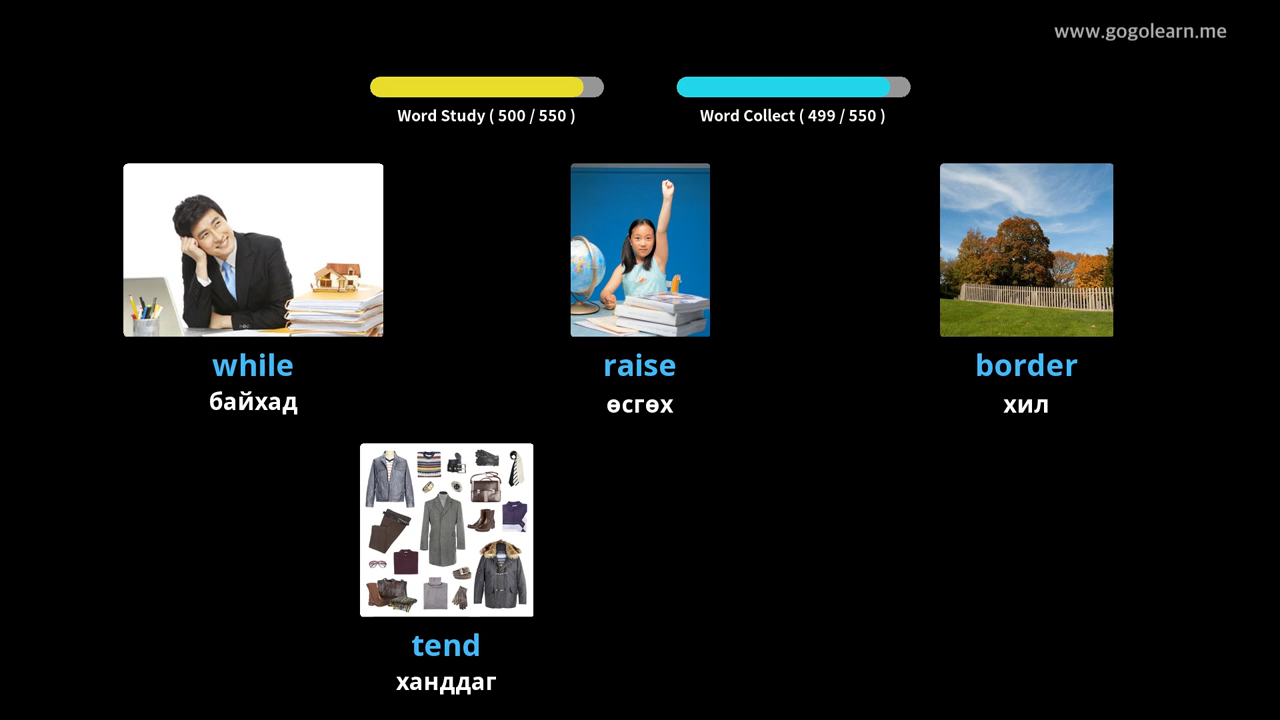 www.gogolearn.me
Word Study ( 500 / 550 )
Word Collect ( 499 / 550 )
while
байхад
raise
өсгөх
border
хил
tend
ханддаг